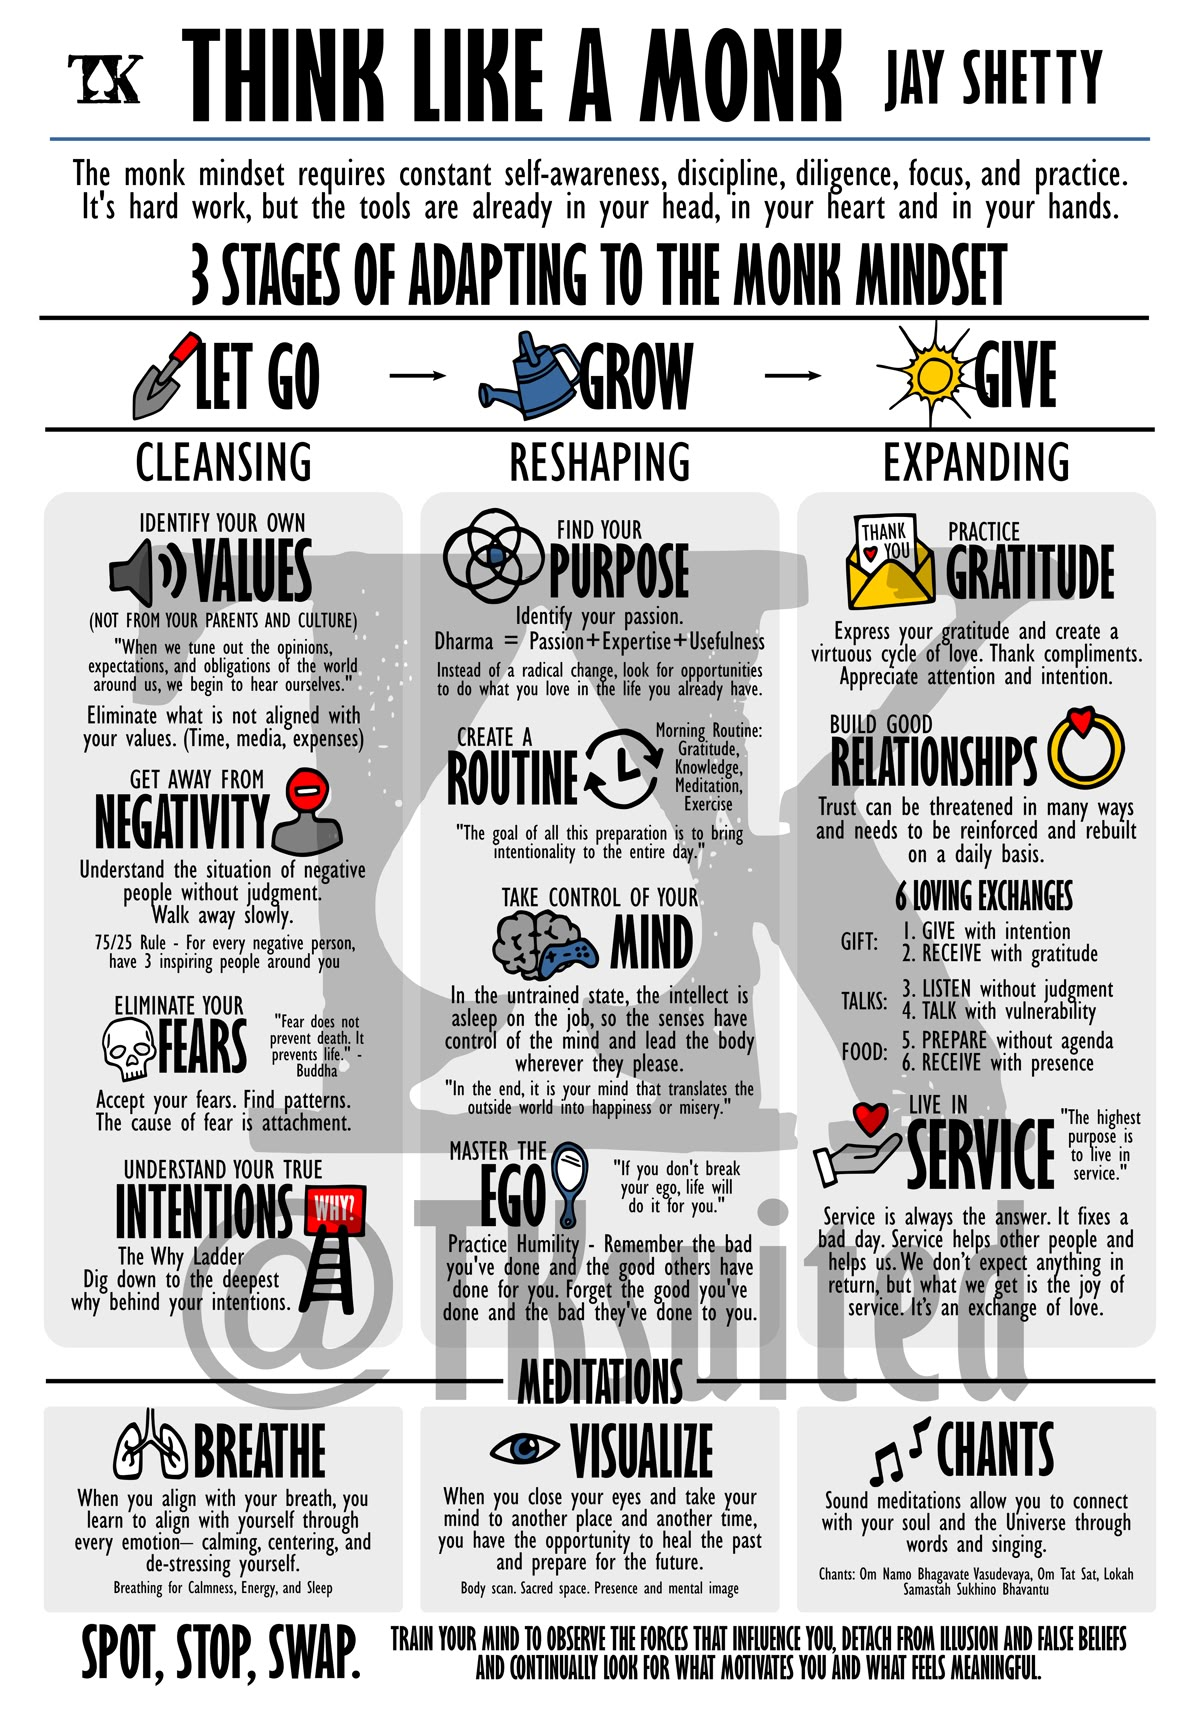 TK
THINK LIKE A MONK
JAY SHETTY
The monk mindset requires constant self-awareness, discipline, diligence, focus, and practice.
It's hard work, but the tools are already in your head, in your heart and in your hands.
3 STAGES OF ADAPTING TO THE MONK MINDSET
LET GO
GROW
GIVE
CLEANSING
RESHAPING
EXPANDING
IDENTIFY YOUR OWN
VALUES
(NOT FROM YOUR PARENTS AND CULTURE)
"When we tune out the opinions,
expectations, and obligations of the world
around us, we begin to hear ourselves."
Eliminate what is not aligned with
your values. (Time, media, expenses)
GET AWAY FROM
NEGATIVITY
Understand the situation of negative
people without judgment.
Walk away slowly.
75/25 Rule - For every negative person,
have 3 inspiring people around you
ELIMINATE YOUR
FEARS
"Fear does not
prevent death. It
prevents life." -
Buddha
Accept your fears. Find patterns.
The cause of fear is attachment.
UNDERSTAND YOUR TRUE
INTENTIONS
WHY?
The Why Ladder
Dig down to the deepest
why behind your intentions.
FIND YOUR
PURPOSE
Identify your passion.
Dharma = Passion+Expertise+Usefulness
Instead of a radical change, look for opportunities
to do what you love in the life you already have.
CREATE A
ROUTINE
Morning Routine:
Gratitude,
Knowledge,
Meditation,
Exercise
"The goal of all this preparation is to bring
intentionality to the entire day."
TAKE CONTROL OF YOUR
MIND
In the untrained state, the intellect is
asleep on the job, so the senses have
control of the mind and lead the body
wherever they please.
"In the end, it is your mind that translates the
outside world into happiness or misery."
MASTER THE
EGO
"If you don't break
your ego, life will
do it for you."
Practice Humility - Remember the bad
you've done and the good others have
done for you. Forget the good you've
done and the bad they've done to you.
THANK
YOU
PRACTICE
GRATITUDE
Express your gratitude and create a
virtuous cycle of love. Thank compliments.
Appreciate attention and intention.
BUILD GOOD
RELATIONSHIPS
Trust can be threatened in many ways
and needs to be reinforced and rebuilt
on a daily basis.
6 LOVING EXCHANGES
GIFT:
1. GIVE with intention
2. RECEIVE with gratitude
TALKS:
3. LISTEN without judgment
4. TALK with vulnerability
FOOD:
5. PREPARE without agenda
6. RECEIVE with presence
LIVE IN
SERVICE
"The highest
purpose is
to live in
service."
Service is always the answer. It fixes a
bad day. Service helps other people and
helps us. We don't expect anything in
return, but what we get is the joy of
service. It's an exchange of love.
TK
@TKsuited
MEDITATIONS
BREATHE
When you align with your breath, you
learn to align with yourself through
every emotion– calming, centering, and
de-stressing yourself.
Breathing for Calmness, Energy, and Sleep
VISUALIZE
When you close your eyes and take your
mind to another place and another time,
you have the opportunity to heal the past
and prepare for the future.
Body scan. Sacred space. Presence and mental image
CHANTS
Sound meditations allow you to connect
with your soul and the Universe through
words and singing.
Chants: Om Namo Bhagavate Vasudevaya, Om Tat Sat, Lokah
Samastah Sukhino Bhavantu
SPOT, STOP, SWAP.
TRAIN YOUR MIND TO OBSERVE THE FORCES THAT INFLUENCE YOU, DETACH FROM ILLUSION AND FALSE BELIEFS
AND CONTINUALLY LOOK FOR WHAT MOTIVATES YOU AND WHAT FEELS MEANINGFUL.